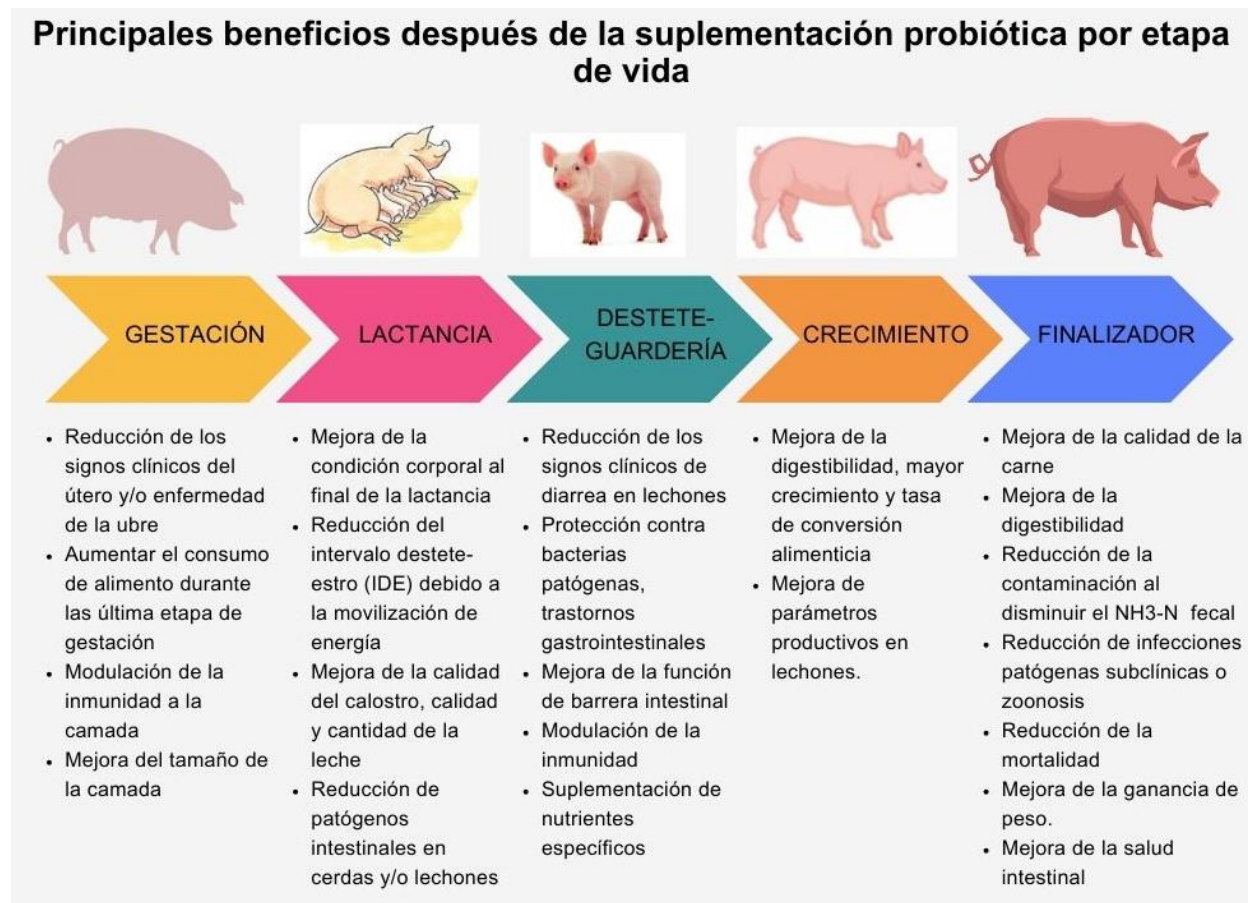 Principales beneficios después de la suplementación probiótica por etapa
de vida
GESTACIÓN
LACTANCIA
DESTETE-
GUARDERÍA
CRECIMIENTO
FINALIZADOR
• Reducción de los
signos clínicos del
útero y/o enfermedad
de la ubre
• Aumentar el consumo
de alimento durante
las última etapa de
gestación
• Modulación de la
inmunidad a la
camada
• Mejora del tamaño de
la camada
• Mejora de la
condición corporal al
final de la lactancia
• Reducción del
intervalo destete-
estro (IDE) debido a
la movilización de
energía
• Mejora de la calidad
del calostro, calidad
y cantidad de la
leche
• Reducción de
patógenos
intestinales en
cerdas y/o lechones
• Reducción de los
signos clínicos de
diarrea en lechones
• Protección contra
bacterias
patógenas,
trastornos
gastrointestinales
• Mejora de la función
de barrera intestinal
• Modulación de la
inmunidad
• Suplementación de
nutrientes
específicos
• Mejora de la
digestibilidad, mayor
crecimiento y tasa
de conversión
alimenticia
• Mejora de
parámetros
productivos en
lechones.
• Mejora de la calidad de la
carne
• Mejora de la
digestibilidad
• Reducción de la
contaminación al
disminuir el NH3-N fecal
• Reducción de infecciones
patógenas subclínicas o
zoonosis
• Reducción de la
mortalidad
• Mejora de la ganancia de
peso.
• Mejora de la salud
intestinal